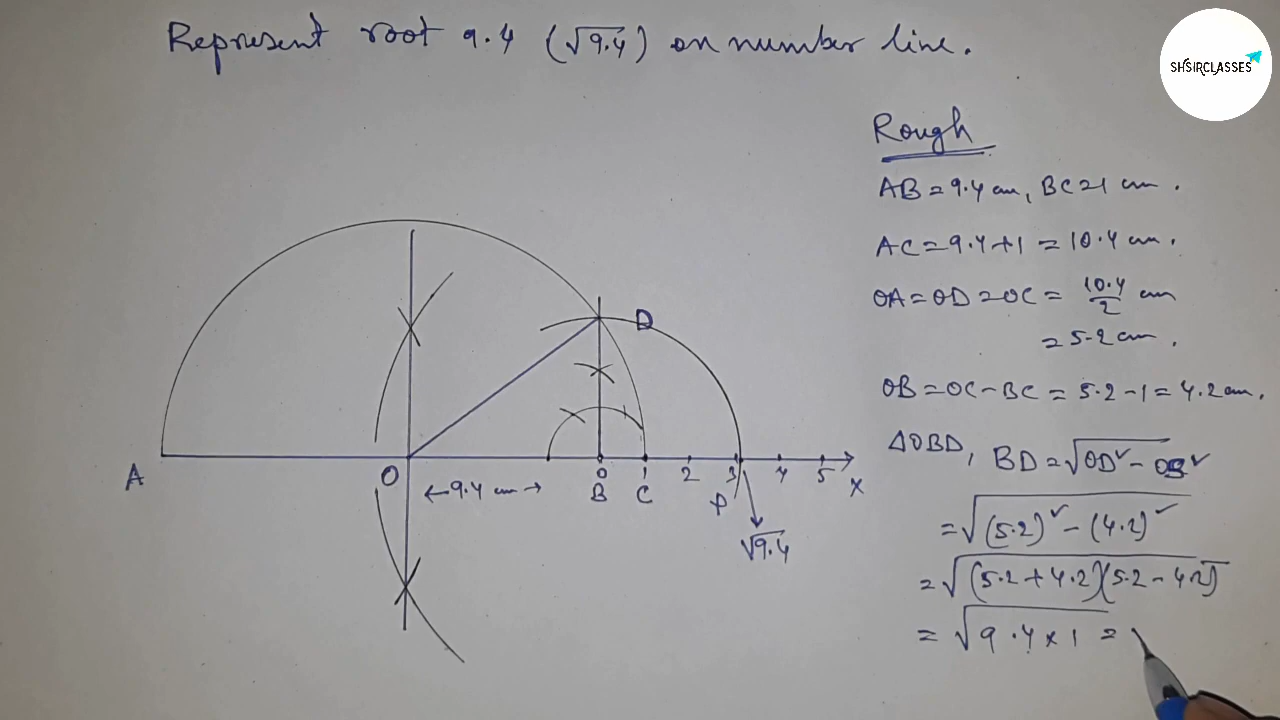 Represent root 9.4 (√9.4) on number line.
SHSIRCLASSES
Rough
AB = 9.4 cm, BC = 1 cm.
AC = 9.4 + 1 = 10.4 cm.
OA = OD = OC = 10.4/2 cm
= 5.2 cm.
OB = OC - BC = 5.2 - 1 = 4.2 cm.
△OBD, BD = √OD² - OB²
= √(5.2)² - (4.2)²
= √(5.2 + 4.2)(5.2 - 4.2)
= √9.4 × 1 =
D
A O ←9.4 cm→ 0 1 2 3 4 5 X
B C P
√9.4